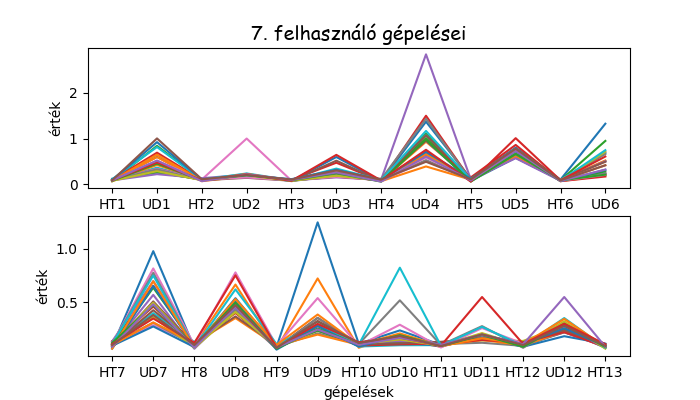 7. felhasználó gépelései
érték
2
1
0
HT1 UD1 HT2 UD2 HT3 UD3 HT4 UD4 HT5 UD5 HT6 UD6
érték
1.0
0.5
HT7 UD7 HT8 UD8 HT9 UD9 HT10 UD10 HT11 UD11 HT12 UD12 HT13
gépelések